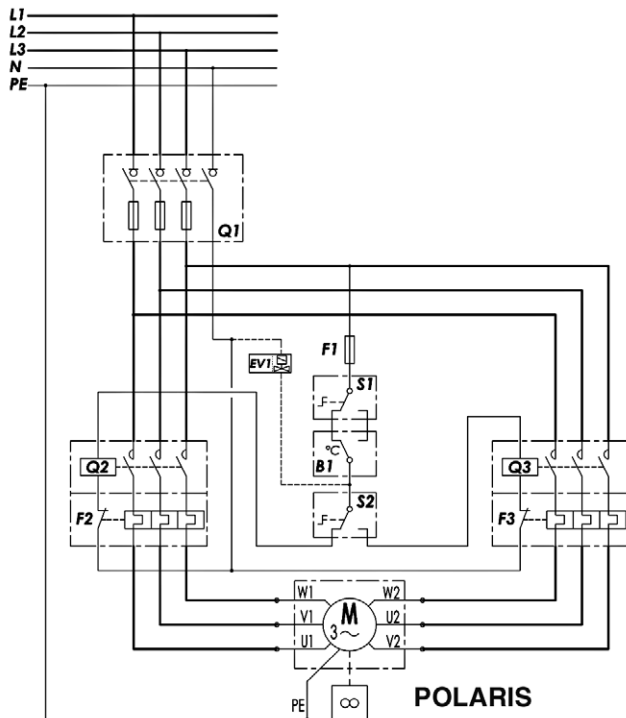 L1
L2
L3
N
PE
Q1
F1
EV1
S1
°C
B1
Q2
Q3
S2
F2
F3
W1 W2
M
V1 U2
3~
U1 V2
PE
POLARIS